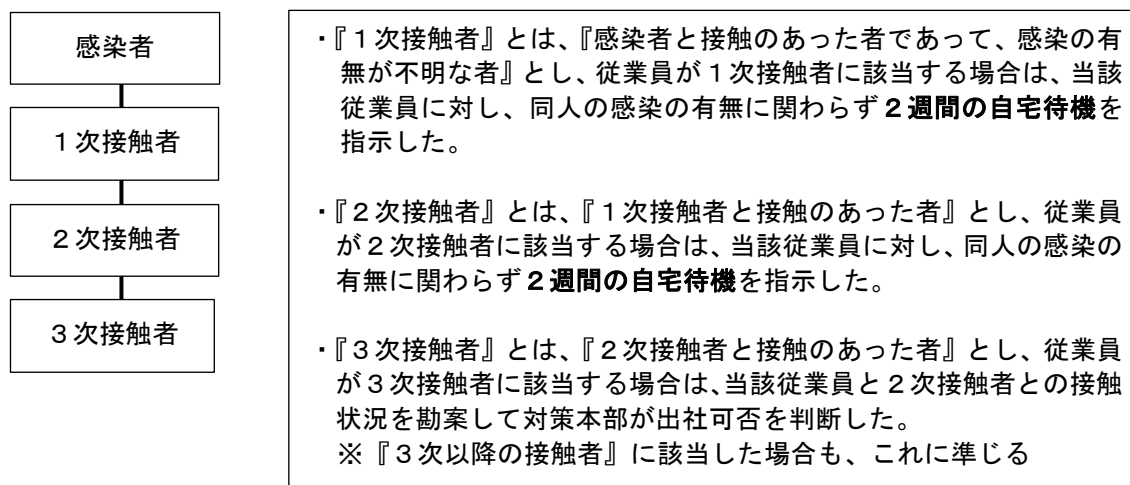 感染者
１次接触者
２次接触者
３次接触者
・『１次接触者』とは、『感染者と接触のあった者であって、感染の有
無が不明な者』とし、従業員が１次接触者に該当する場合は、当該
従業員に対し、同人の感染の有無に関わらず２週間の自宅待機を
指示した。
・『２次接触者』とは、『１次接触者と接触のあった者』とし、従業員
が２次接触者に該当する場合は、当該従業員に対し、同人の感染の
有無に関わらず２週間の自宅待機を指示した。
・『３次接触者』とは、『２次接触者と接触のあった者』とし、従業員
が３次接触者に該当する場合は、当該従業員と２次接触者との接触
状況を勘案して対策本部が出社可否を判断した。
※『３次以降の接触者』に該当した場合も、これに準じる